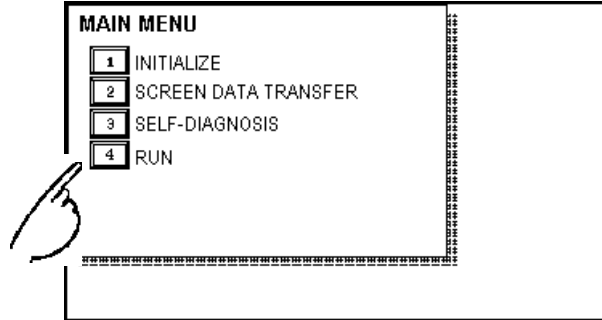 MAIN MENU
1 INITIALIZE
2 SCREEN DATA TRANSFER
3 SELF-DIAGNOSIS
4 RUN